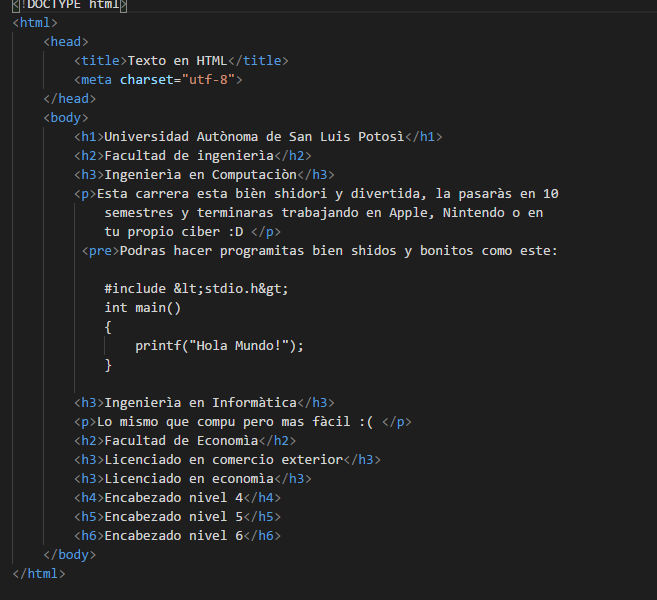 <!DOCTYPE html>
<html>
    <head>
        <title>Texto en HTML</title>
        <meta charset="utf-8">
    </head>
    <body>
        <h1>Universidad Autònoma de San Luis Potosì</h1>
        <h2>Facultad de ingenierìa</h2>
        <h3>Ingenierìa en Computaciòn</h3>
        <p>Esta carrera esta bièn shidori y divertida, la pasaràs en 10
            semestres y terminaras trabajando en Apple, Nintendo o en
            tu propio ciber :D </p>
         <pre>Podras hacer programitas bien shidos y bonitos como este:

            #include &lt;stdio.h&gt;
            int main()
            {
                printf("Hola Mundo!");
            }

        <h3>Ingenierìa en Informàtica</h3>
        <p>Lo mismo que compu pero mas fàcil :( </p>
        <h2>Facultad de Economìa</h2>
        <h3>Licenciado en comercio exterior</h3>
        <h3>Licenciado en economìa</h3>
        <h4>Encabezado nivel 4</h4>
        <h5>Encabezado nivel 5</h5>
        <h6>Encabezado nivel 6</h6>
    </body>
</html>